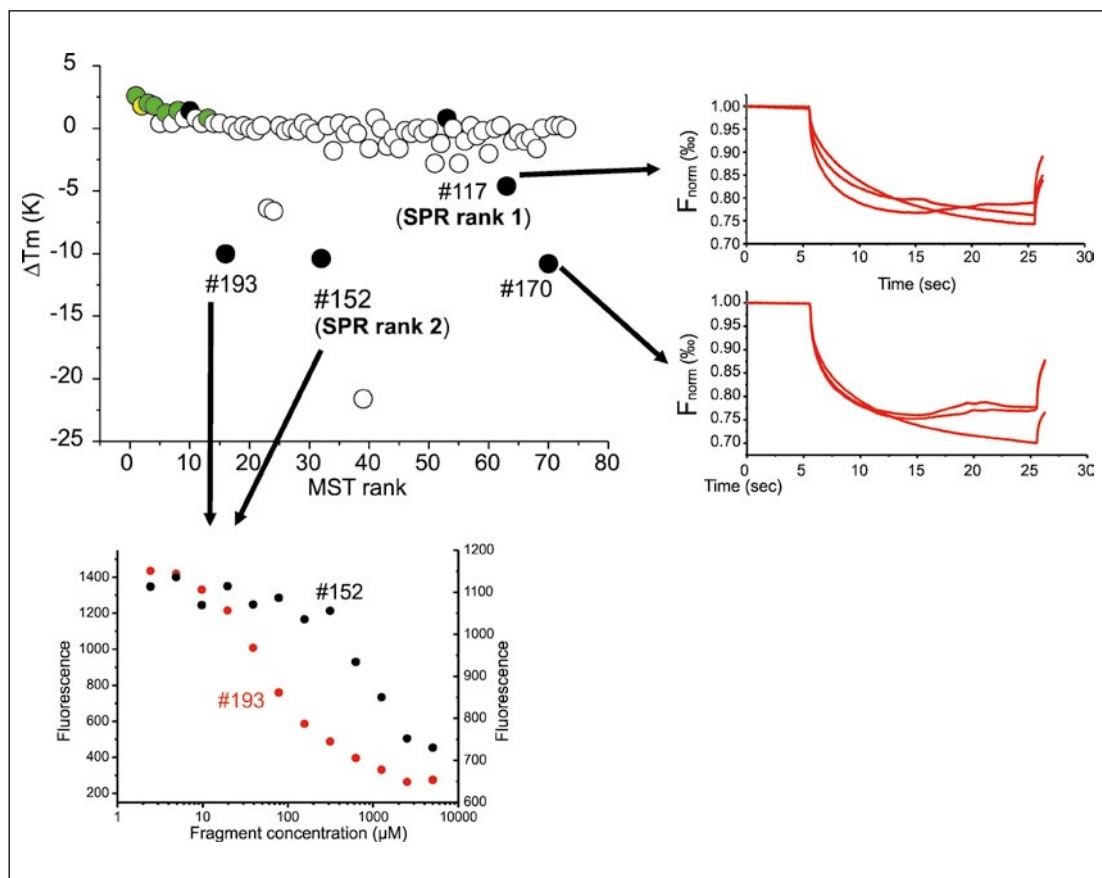 5
0
-5
-10
-15
-20
-25
ΔTm (K)
0 10 20 30 40 50 60 70 80
MST rank
#117
(SPR rank 1)
#193
#152
(SPR rank 2)
#170
1.00
0.95
0.90
0.85
0.80
0.75
0.70
Fnorm (‰)
0 5 10 15 20 25 30
Time (sec)
1.00
0.95
0.90
0.85
0.80
0.75
0.70
Fnorm (‰)
0 5 10 15 20 25 30
Time (sec)
1400
1200
1000
800
600
400
200
Fluorescence
#152
#193
1200
1100
1000
900
800
700
600
Fluorescence
1 10 100 1000 10000
Fragment concentration (µM)